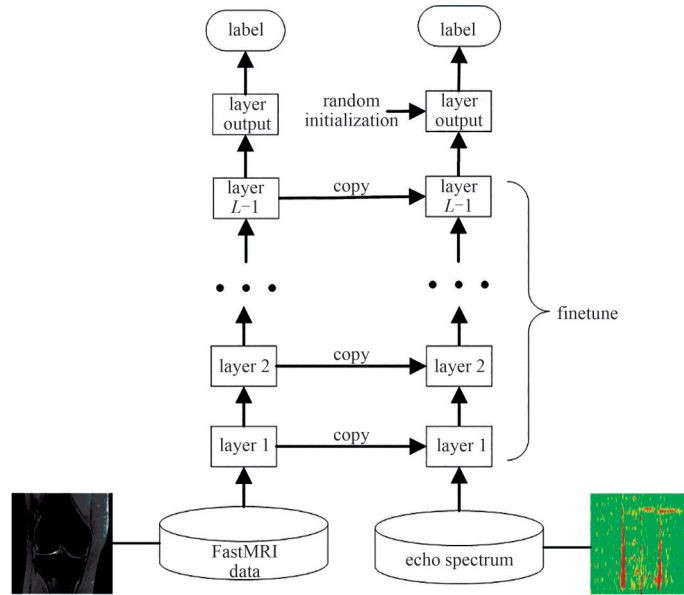 label
label
layer
output
random
initialization
layer
output
layer
L−1
copy
layer
L−1
finetune
layer 2
copy
layer 2
layer 1
copy
layer 1
FastMRI
data
echo spectrum